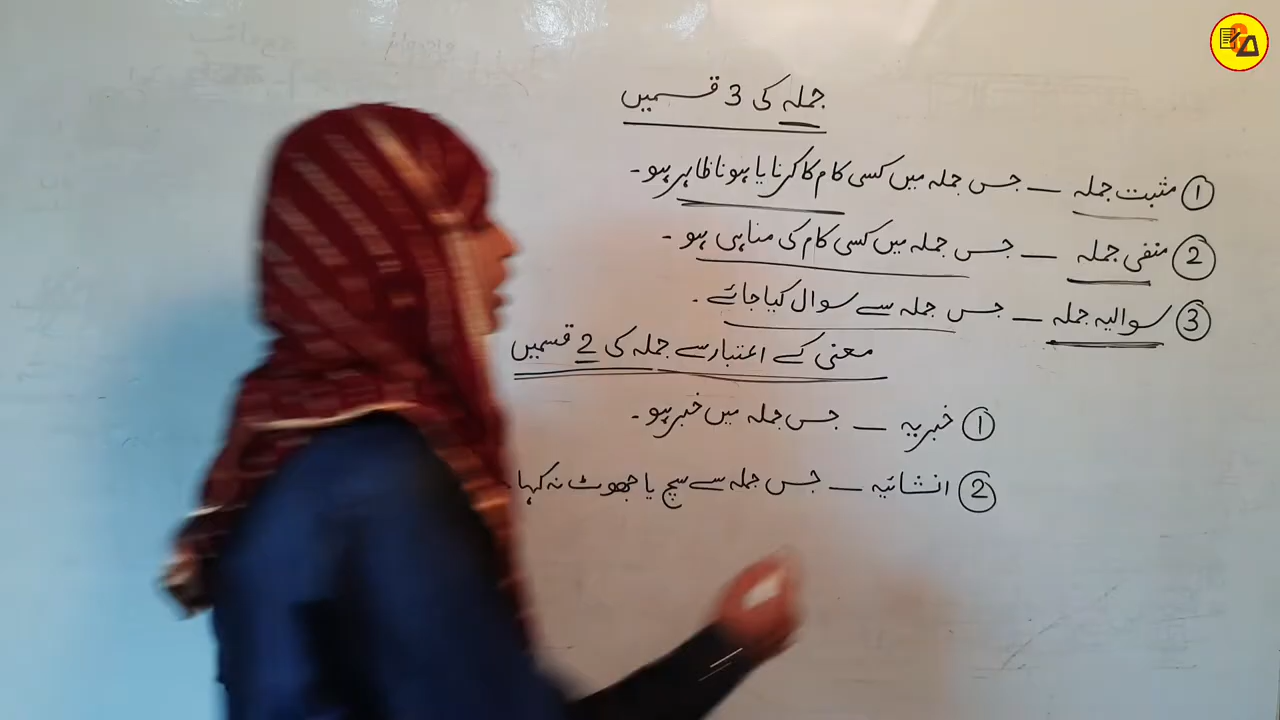 جملہ کی 3 قسمیں
① مثبت جملہ — جس جملہ میں کسی کام کا کرنا یا ہونا ظاہر ہو۔
② منفی جملہ — جس جملہ میں کسی کام کی مناہی ہو۔
③ سوالیہ جملہ — جس جملہ سے سوال کیا جائے۔
معنی کے اعتبار سے جملہ کی 2 قسمیں
① خبریہ — جس جملہ میں خبر ہو۔
② انشائیہ — جس جملہ سے سچ یا جھوٹ نہ کہا